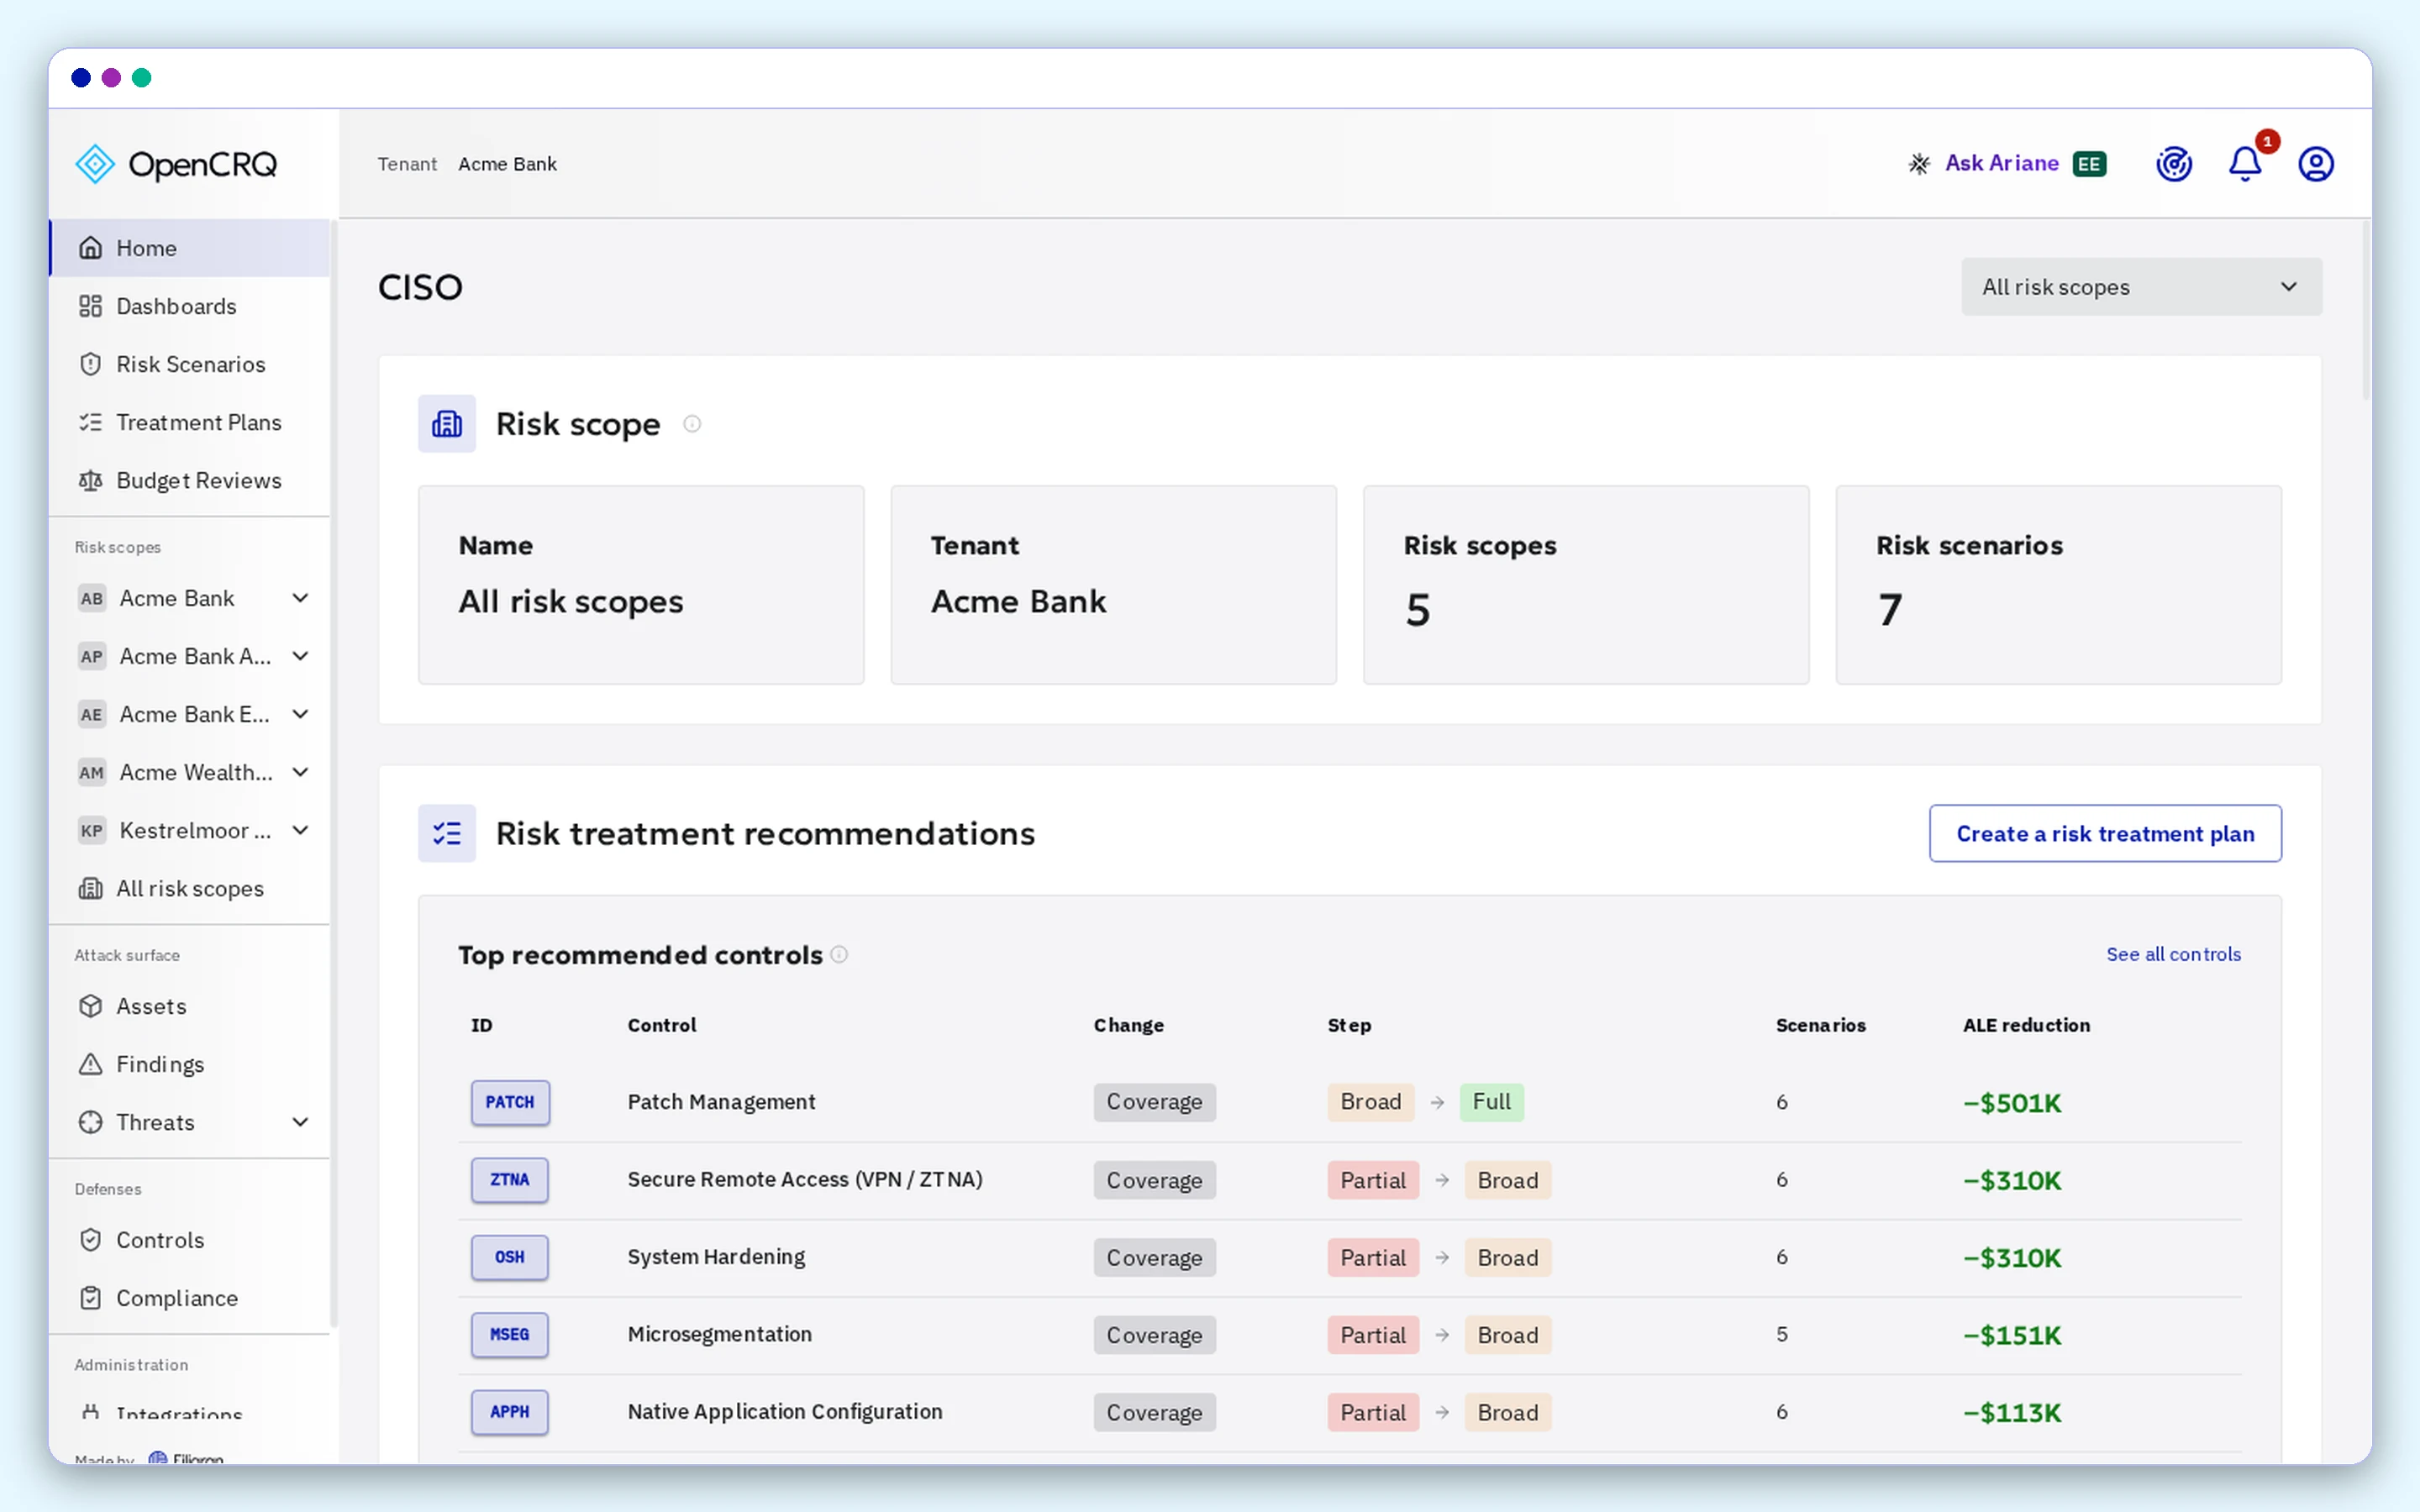 OpenCRQ
Tenant Acme Bank
Ask Ariane EE
1
Home
Dashboards
Risk Scenarios
Treatment Plans
Budget Reviews
Risk scopes
AB Acme Bank
AP Acme Bank A...
AE Acme Bank E...
AM Acme Wealth...
KP Kestrelmoor ...
All risk scopes
Attack surface
Assets
Findings
Threats
Defenses
Controls
Compliance
Administration
Integrations
Made by Filigran
CISO
All risk scopes
Risk scope
Name
All risk scopes
Tenant
Acme Bank
Risk scopes
5
Risk scenarios
7
Risk treatment recommendations
Create a risk treatment plan
Top recommended controls
See all controls
ID Control Change Step Scenarios ALE reduction
PATCH Patch Management Coverage Broad → Full 6 –$501K
ZTNA Secure Remote Access (VPN / ZTNA) Coverage Partial → Broad 6 –$310K
OSH System Hardening Coverage Partial → Broad 6 –$310K
MSEG Microsegmentation Coverage Partial → Broad 5 –$151K
APPH Native Application Configuration Coverage Partial → Broad 6 –$113K